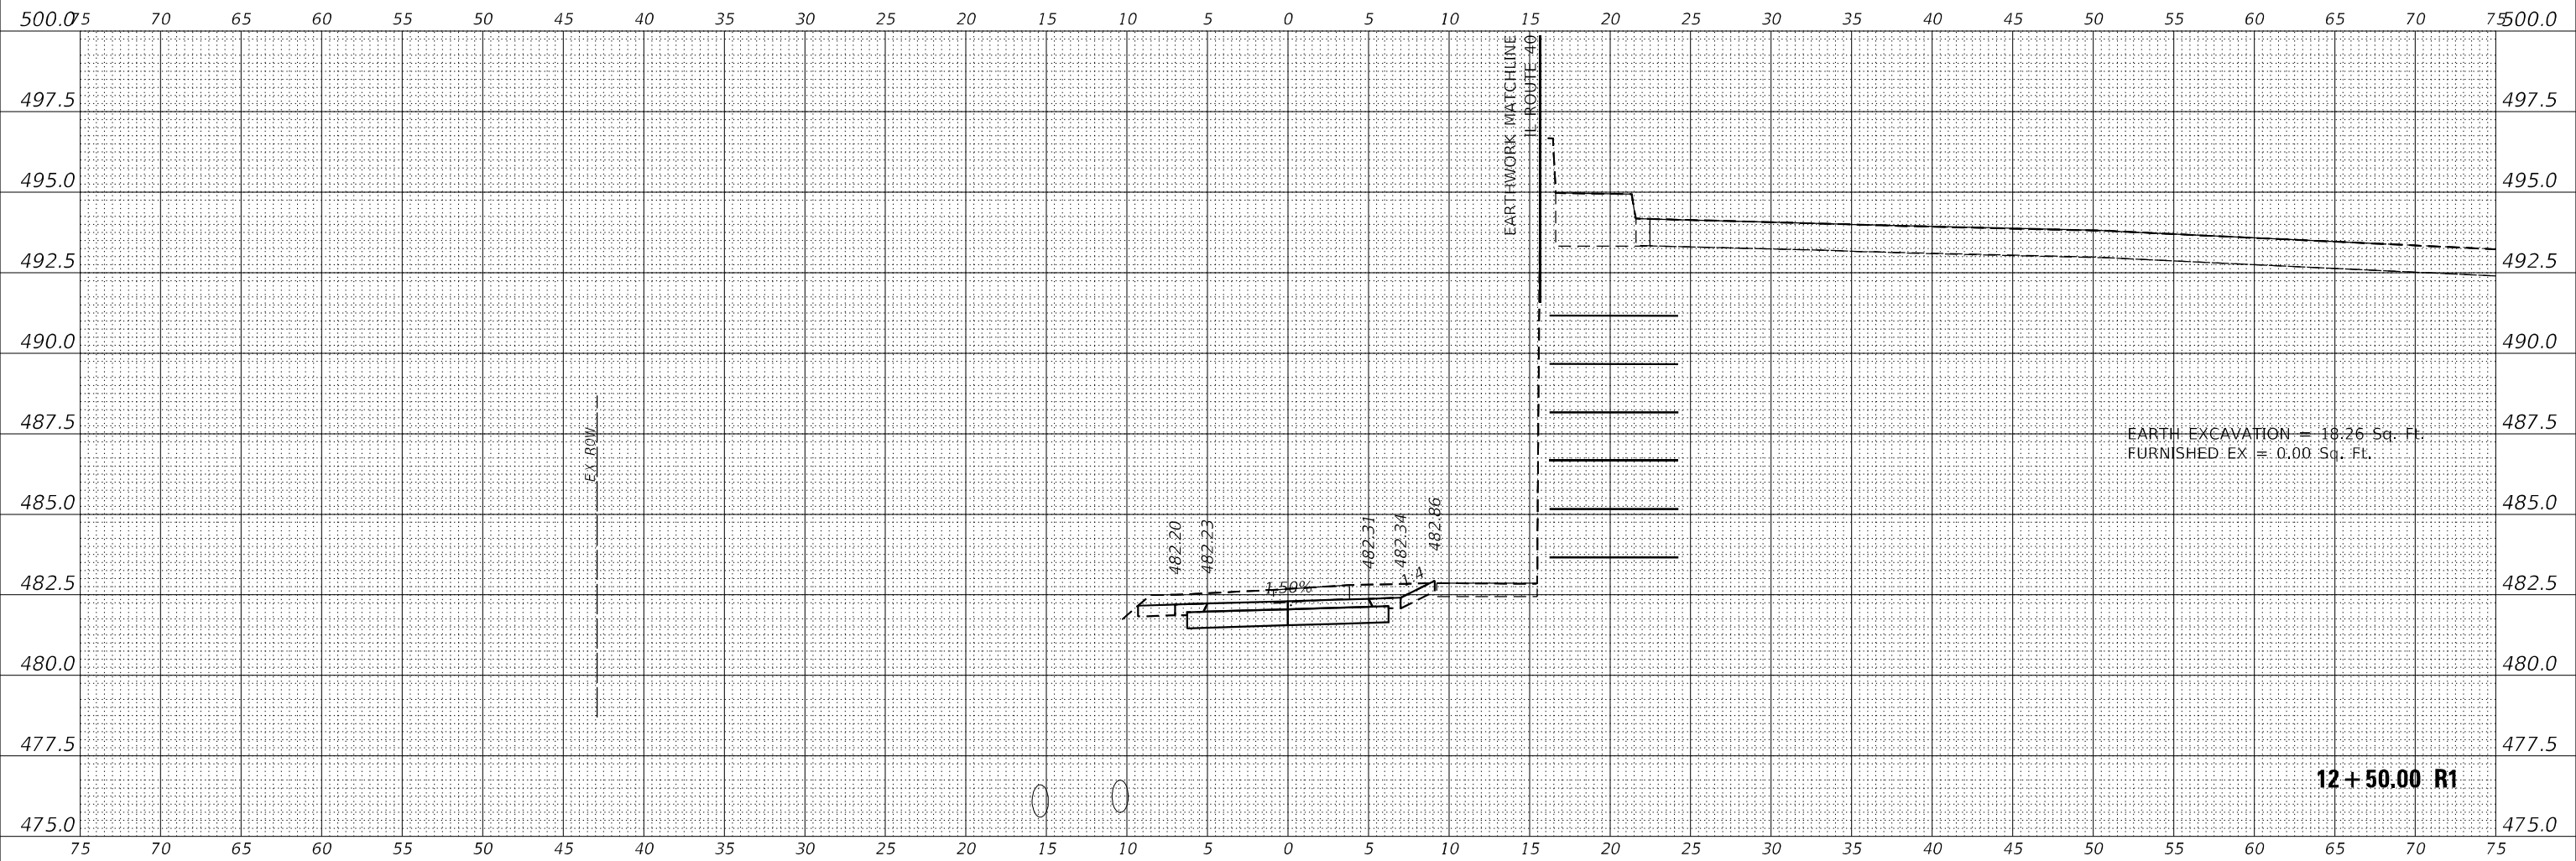 500.0 75 70 65 60 55 50 45 40 35 30 25 20 15 10 5 0 5 10 15 20 25 30 35 40 45 50 55 60 65 70 75 500.0
EARTHWORK MATCHLINE
IL ROUTE 40
497.5 497.5
495.0 495.0
492.5 492.5
490.0 490.0
487.5 487.5
EX ROW
EARTH EXCAVATION = 18.26 Sq. Ft.
FURNISHED EX = 0.00 Sq. Ft.
485.0 485.0
482.20 482.23 482.31 482.34 482.86
482.5 482.5
1.50% 1:4
480.0 480.0
477.5 477.5
12+50.00 R1
475.0 475.0
75 70 65 60 55 50 45 40 35 30 25 20 15 10 5 0 5 10 15 20 25 30 35 40 45 50 55 60 65 70 75